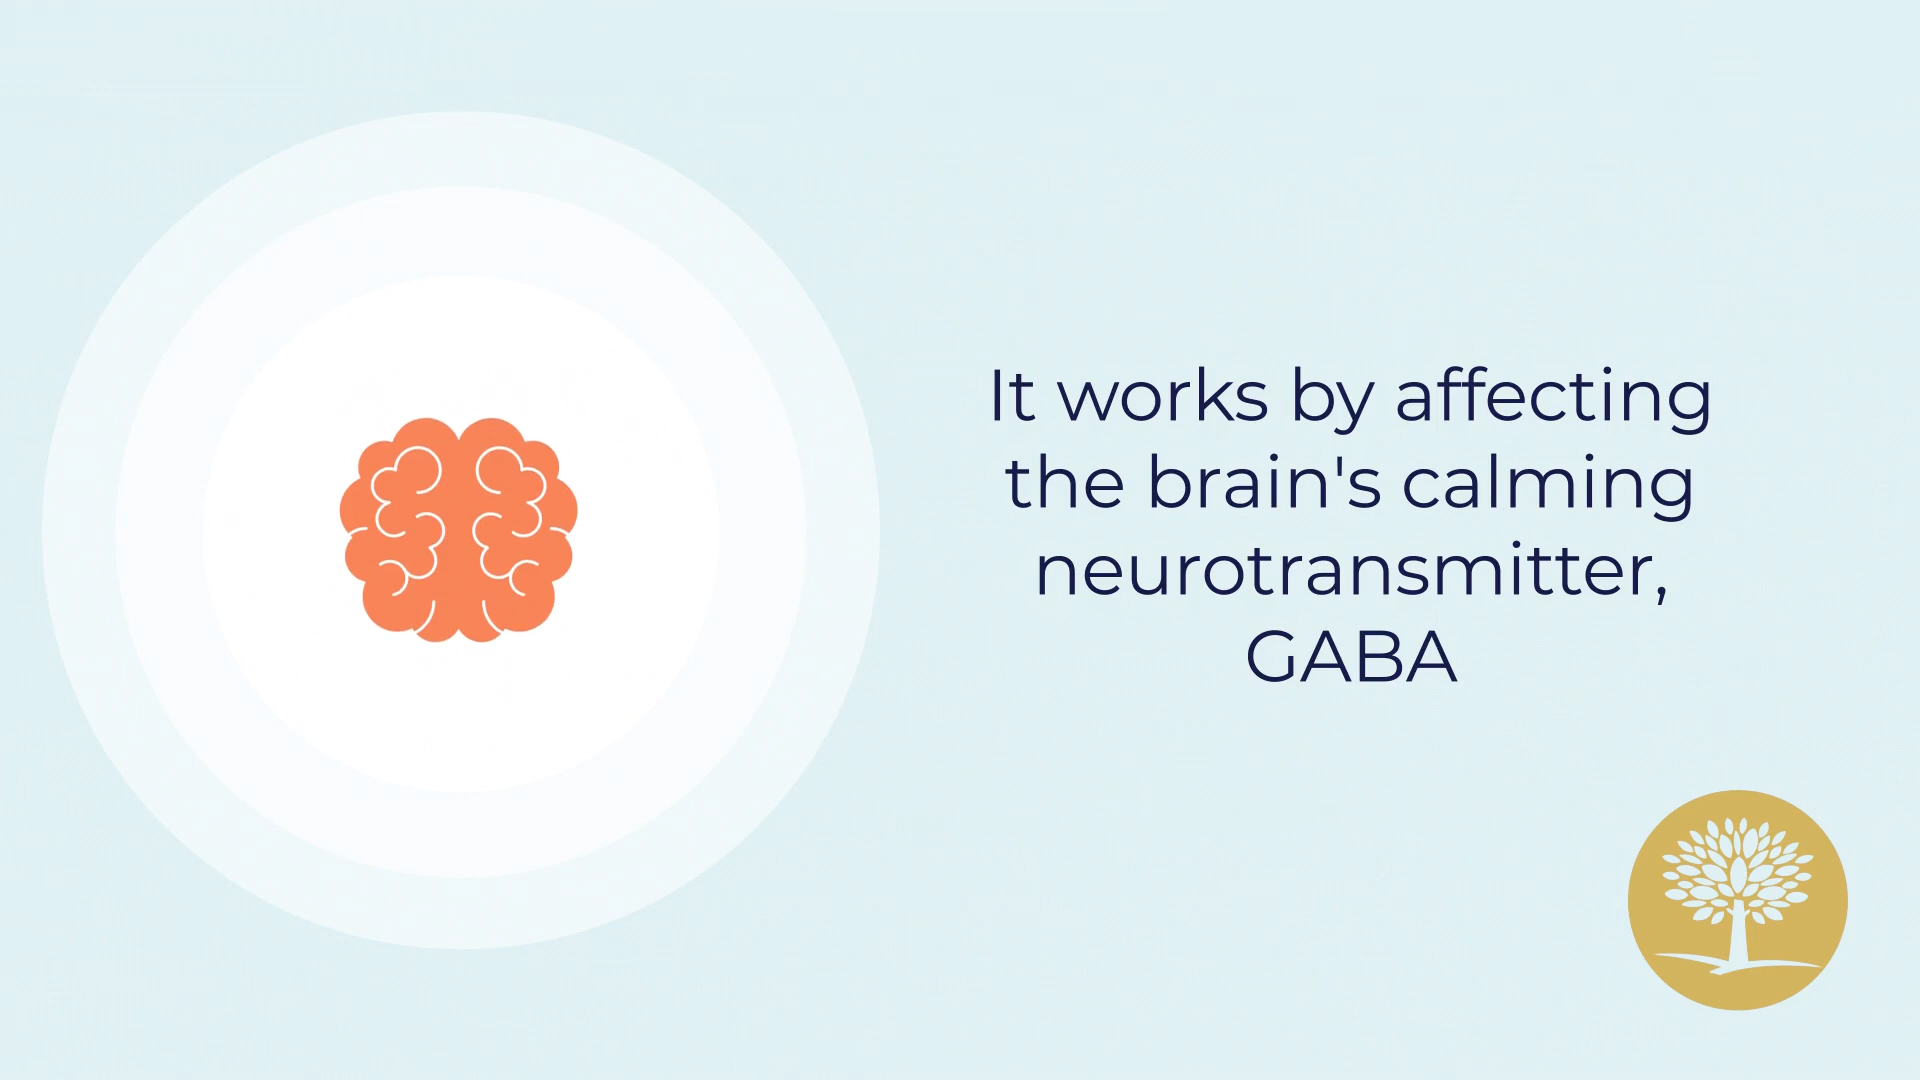 It works by affecting
the brain's calming
neurotransmitter,
GABA